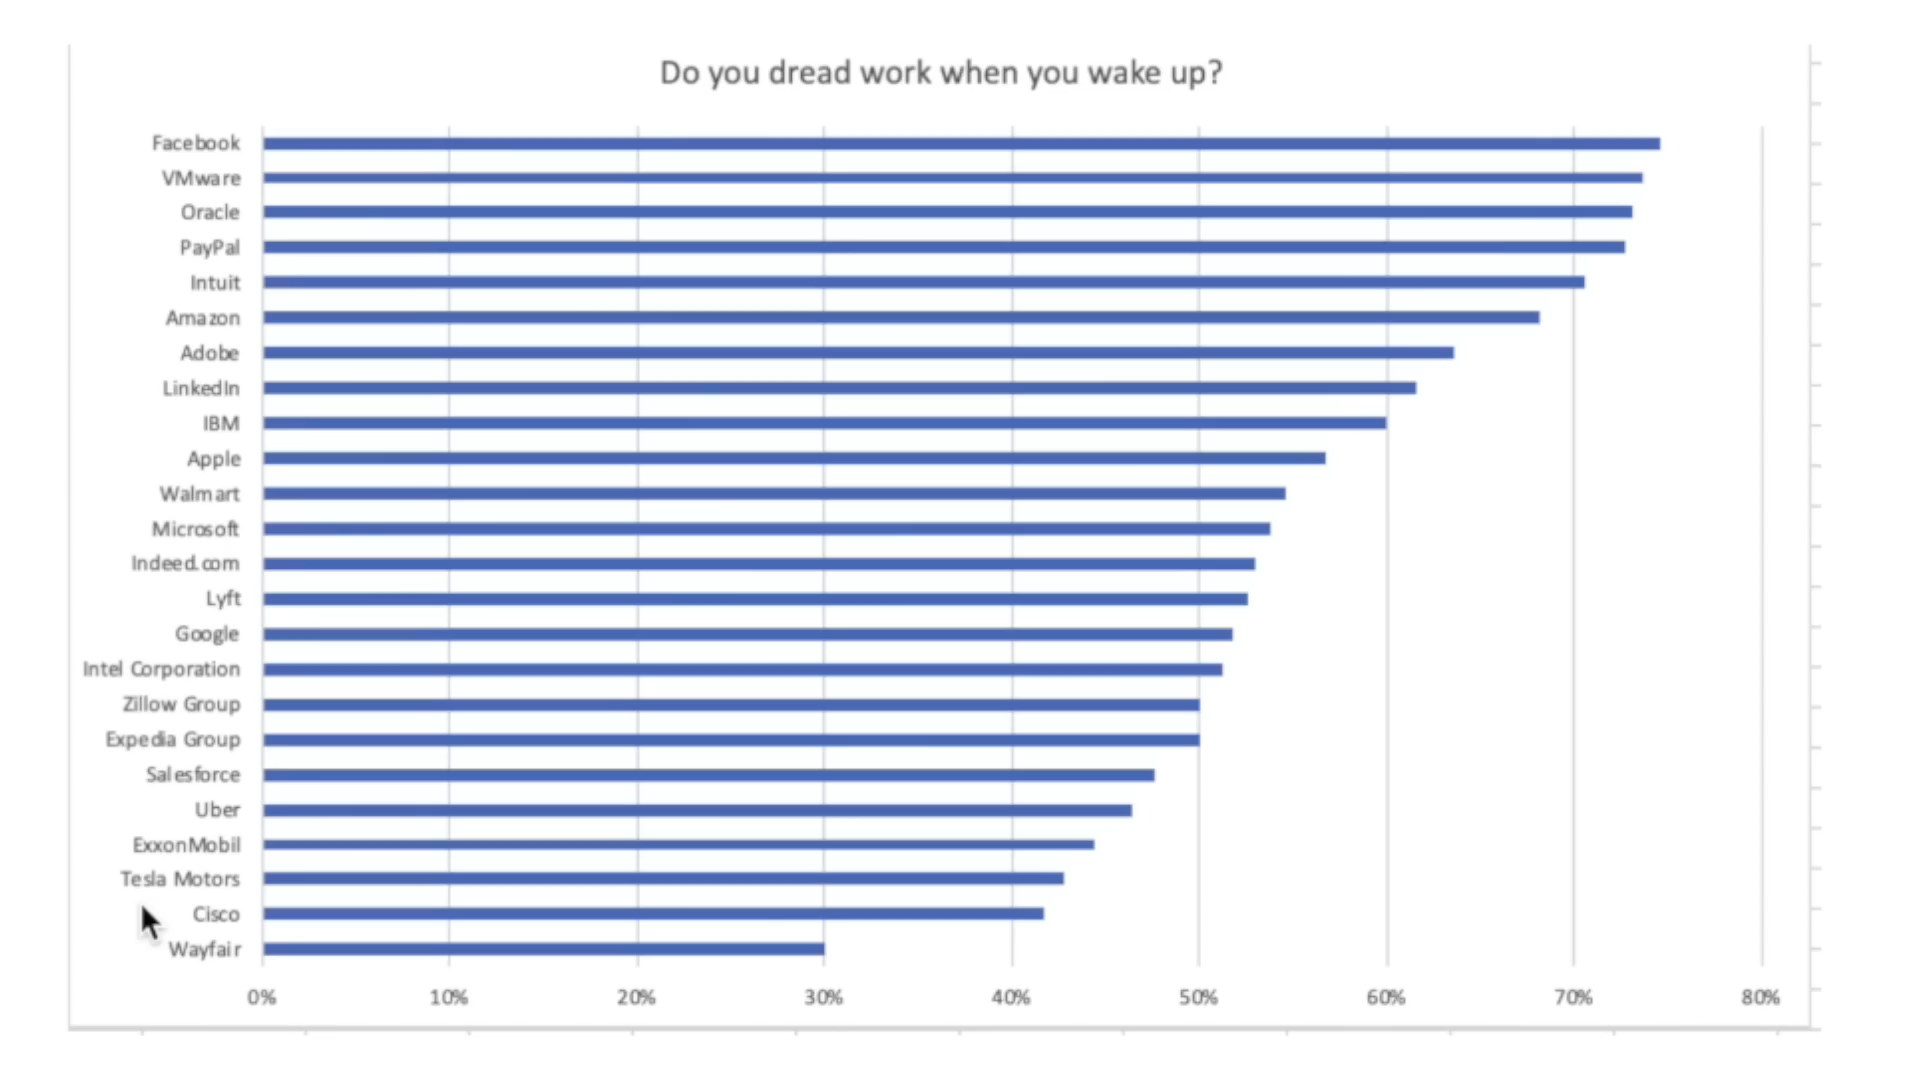 Do you dread work when you wake up?
Facebook
VMware
Oracle
PayPal
Intuit
Amazon
Adobe
LinkedIn
IBM
Apple
Walmart
Microsoft
Indeed.com
Lyft
Google
Intel Corporation
Zillow Group
Expedia Group
Salesforce
Uber
ExxonMobil
Tesla Motors
Cisco
Wayfair
0% 10% 20% 30% 40% 50% 60% 70% 80%